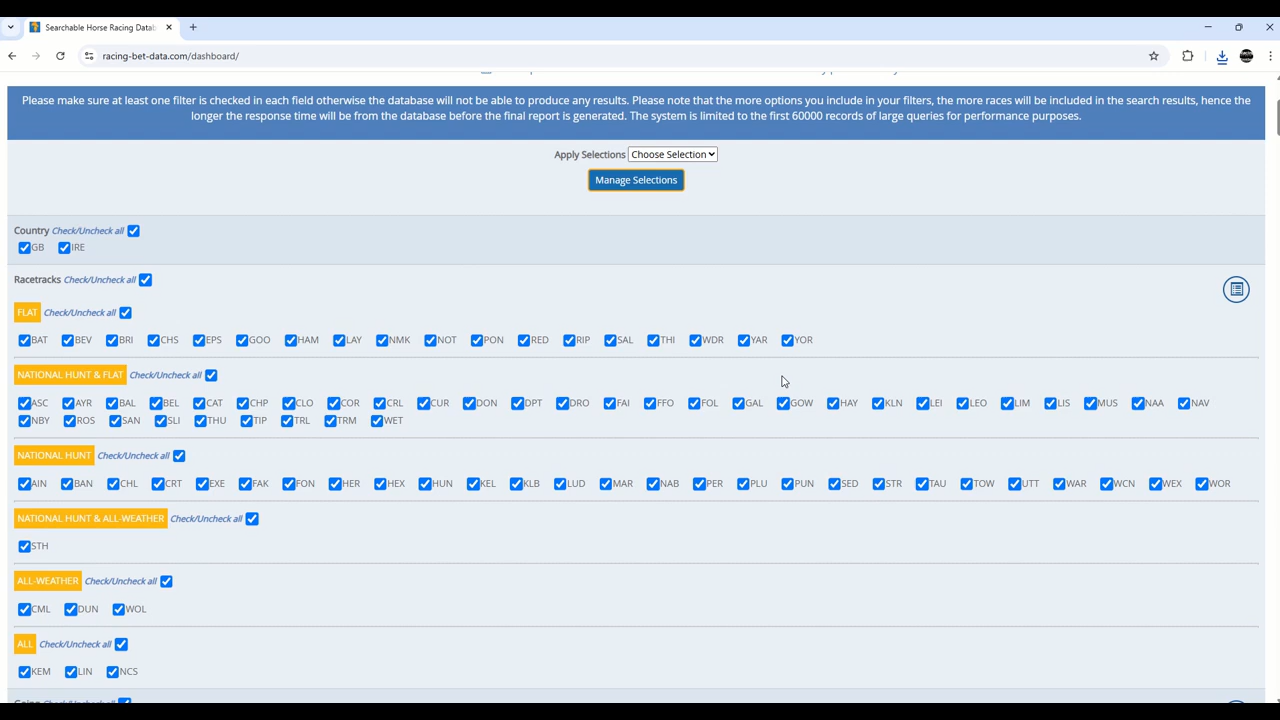 Searchable Horse Racing Datab
racing-bet-data.com/dashboard/
Please make sure at least one filter is checked in each field otherwise the database will not be able to produce any results. Please note that the more options you include in your filters, the more races will be included in the search results, hence the
longer the response time will be from the database before the final report is generated. The system is limited to the first 60000 records of large queries for performance purposes.
Apply Selections Choose Selection
Manage Selections
Country Check/Uncheck all
GB IRE
Racetracks Check/Uncheck all
FLAT Check/Uncheck all
BAT BEV BRI CHS EPS GOO HAM LAY NMK NOT PON RED RIP SAL THI WDR YAR YOR
NATIONAL HUNT & FLAT Check/Uncheck all
ASC AYR BAL BEL CAT CHP CLO COR CRL CUR DON DPT DRO FAI FFO FOL GAL GOW HAY KLN LEI LEO LIM LIS MUS NAA NAV
NBY ROS SAN SLI THU TIP TRL TRM WET
NATIONAL HUNT Check/Uncheck all
AIN BAN CHL CRT EXE FAK FON HER HEX HUN KEL KLB LUD MAR NAB PER PLU PUN SED STR TAU TOW UTT WAR WCN WEX WOR
NATIONAL HUNT & ALL-WEATHER Check/Uncheck all
STH
ALL-WEATHER Check/Uncheck all
CML DUN WOL
ALL Check/Uncheck all
KEM LIN NCS